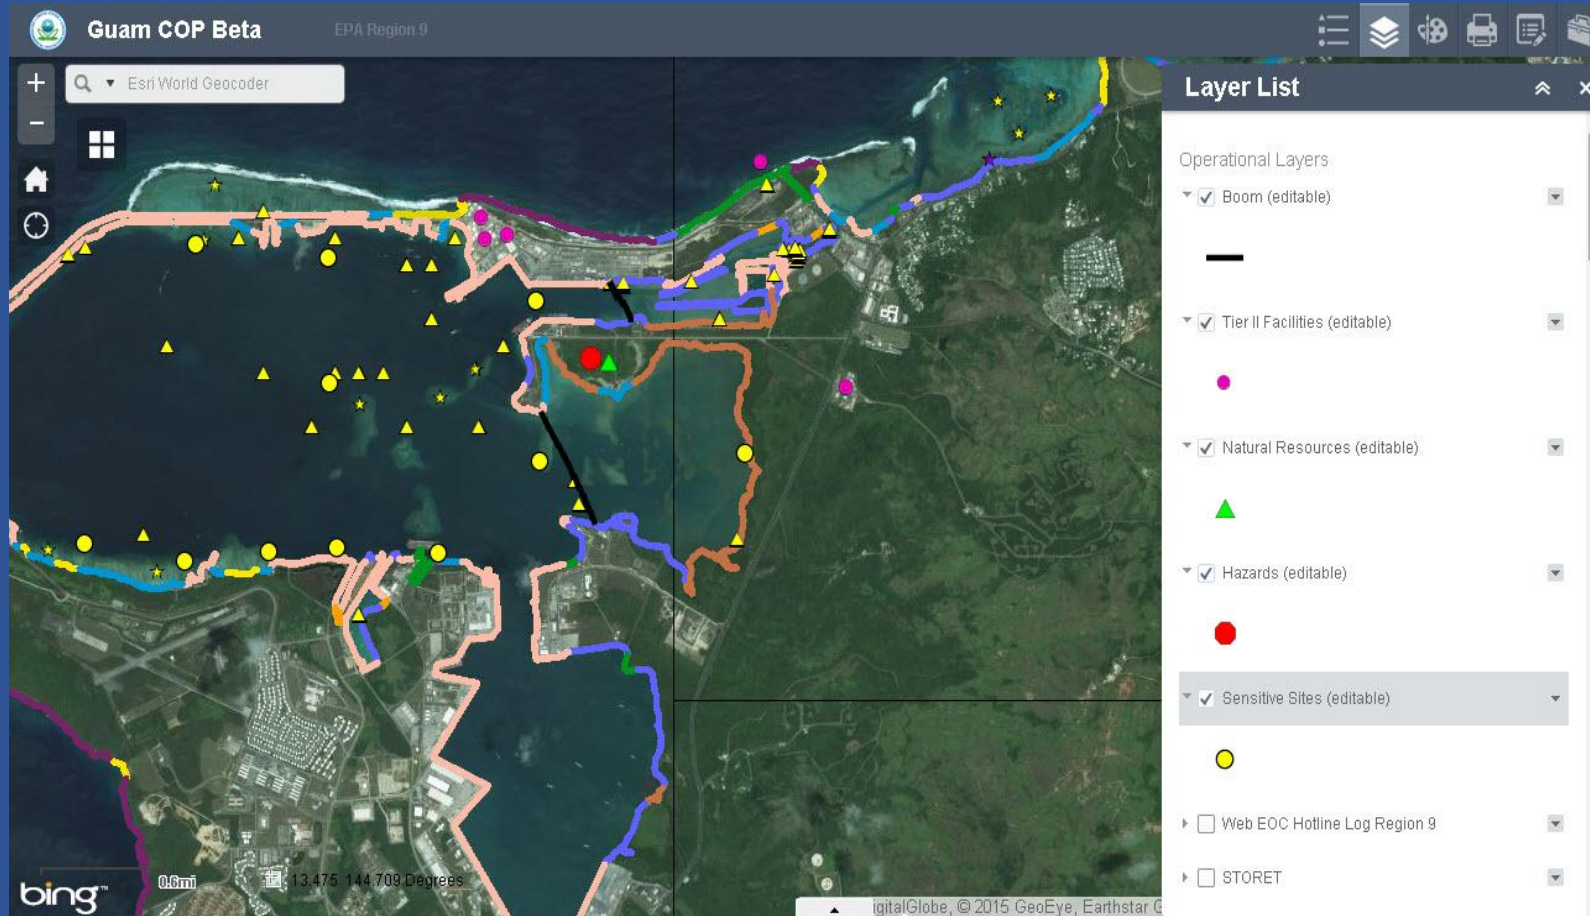 Guam COP Beta
EPA Region 9
+
Esri World Geocoder
−
Layer List
Operational Layers
Boom (editable)
Tier II Facilities (editable)
Natural Resources (editable)
Hazards (editable)
Sensitive Sites (editable)
Web EOC Hotline Log Region 9
STORET
0.6mi
13.475 144.709 Degrees
bing™
igitalGlobe, © 2015 GeoEye, Earthstar G